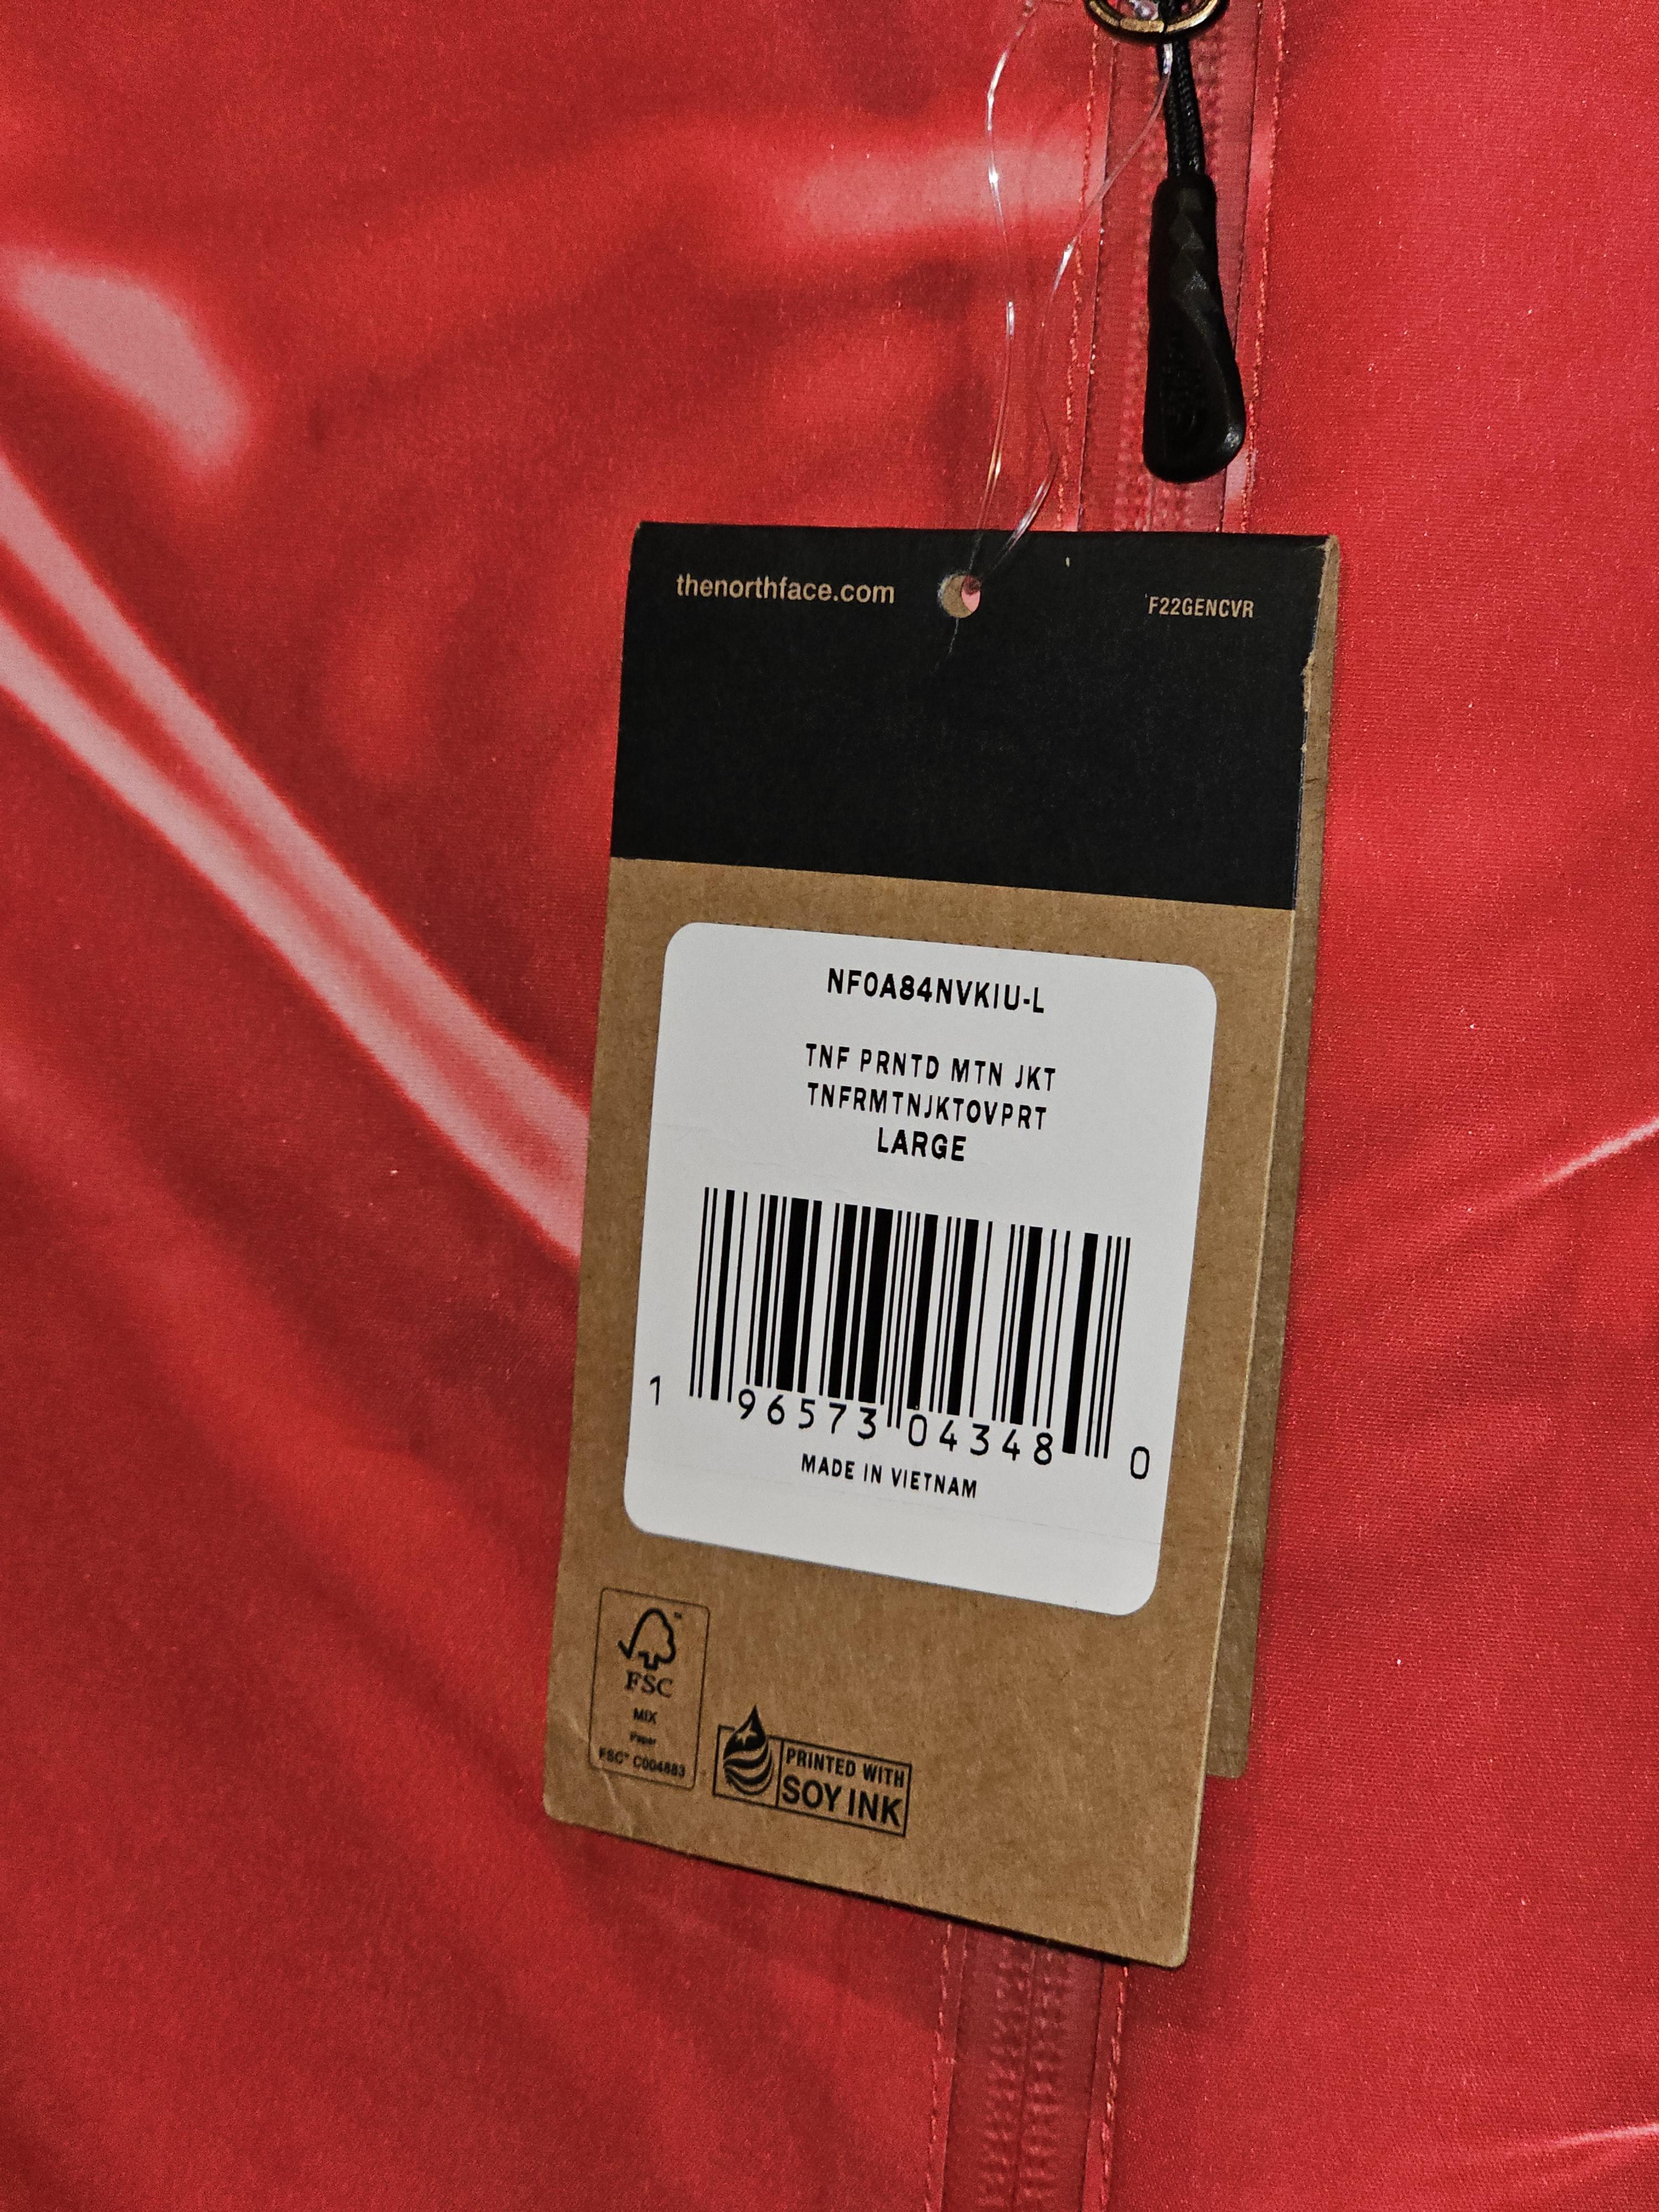 thenorthface.com
F22GENCVR
NF0A84NVKIU-L
TNF PRNTD MTN JKT
TNFRMTNJKTOVPRT
LARGE
1 96573 04348 0
MADE IN VIETNAM
FSC
MIX
Paper
FSC® C004883
PRINTED WITH
SOY INK